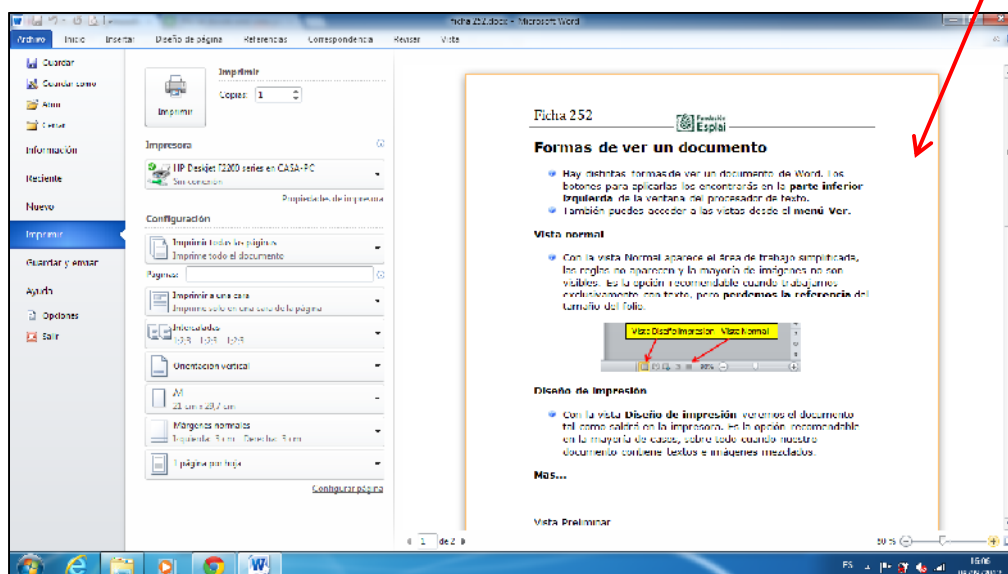 ficha 252.docx - Microsoft Word
Archivo Inicio Insertar Diseño de página Referencias Correspondencia Revisar Vista
Guardar
Guardar como
Abrir
Cerrar
Información
Reciente
Nuevo
Imprimir
Guardar y enviar
Ayuda
Opciones
Salir
Imprimir
Copias: 1
Imprimir
Impresora
HP Deskjet F2200 series en CASA-PC
Sin conexión
Propiedades de impresora
Configuración
Imprimir todas las páginas
Imprime todo el documento
Páginas:
Imprimir a una cara
Imprime solo en una cara de la página
Intercaladas
1;2;3 1;2;3 1;2;3
Orientación vertical
A4
21 cm x 29,7 cm
Márgenes normales
Izquierda: 3 cm Derecha: 3 cm
1 página por hoja
Configurar página
Ficha 252
Fundación
Esplai
Formas de ver un documento
Hay distintas formas de ver un documento de Word. Los
botones para aplicarlas los encontrarás en la parte inferior
izquierda de la ventana del procesador de texto.
También puedes acceder a las vistas desde el menú Ver.
Vista normal
Con la vista Normal aparece el área de trabajo simplificada,
las reglas no aparecen y la mayoría de imágenes no son
visibles. Es la opción recomendable cuando trabajamos
exclusivamente con texto, pero perdemos la referencia del
tamaño del folio.
Vista Diseño Impresión Vista Normal
Diseño de impresión
Con la vista Diseño de impresión veremos el documento
tal como saldrá en la impresora. Es la opción recomendable
en la mayoría de casos, sobre todo cuando nuestro
documento contiene textos e imágenes mezclados.
Mas...
Vista Preliminar
1 de 2
ES 16:06